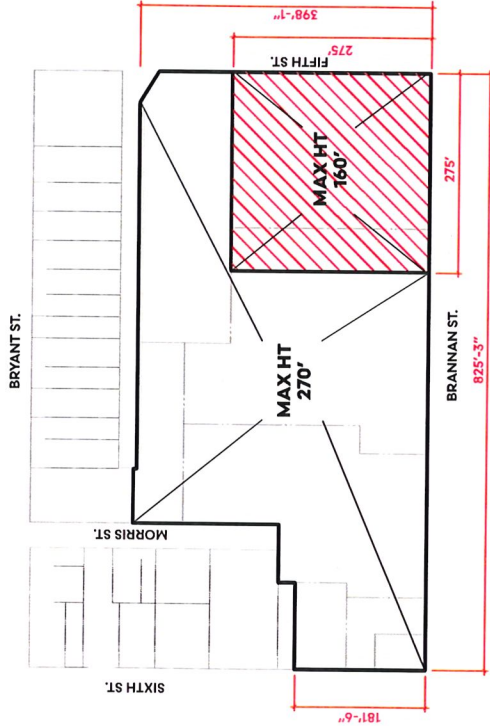 BRYANT ST.
398'-1"
275'
FIFTH ST.
MAX HT
160'
275'
MAX HT
270'
MORRIS ST.
SIXTH ST.
181'-6"
BRANNAN ST.
825'-3"